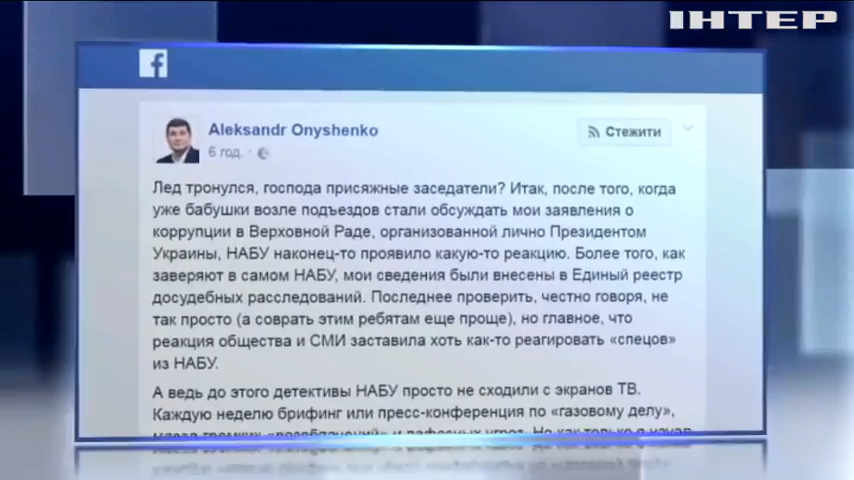 ІНТЕР
Aleksandr Onyshenko
Стежити
6 год.
Лед тронулся, господа присяжные заседатели? Итак, после того, когда
уже бабушки возле подъездов стали обсуждать мои заявления о
коррупции в Верховной Раде, организованной лично Президентом
Украины, НАБУ наконец-то проявило какую-то реакцию. Более того, как
заверяют в самом НАБУ, мои сведения были внесены в Единый реестр
досудебных расследований. Последнее проверить, честно говоря, не
так просто (а соврать этим ребятам еще проще), но главное, что
реакция общества и СМИ заставила хоть как-то реагировать «спецов»
из НАБУ.
А ведь до этого детективы НАБУ просто не сходили с экранов ТВ.
Каждую неделю брифинг или пресс-конференция по «газовому делу»,